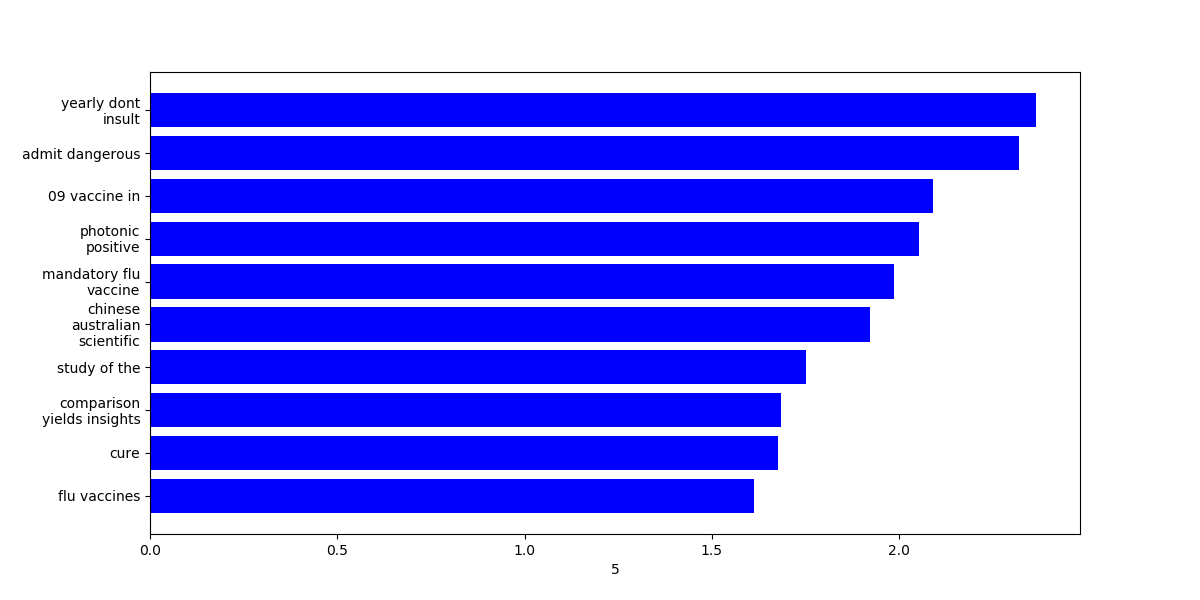 yearly dont
insult
admit dangerous
09 vaccine in
photonic
positive
mandatory flu
vaccine
chinese
australian
scientific
study of the
comparison
yields insights
cure
flu vaccines
0.0 0.5 1.0 1.5 2.0
5